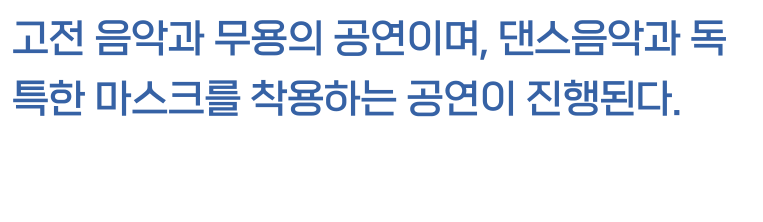 고전 음악과 무용의 공연이며, 댄스음악과 독
특한 마스크를 착용하는 공연이 진행된다.